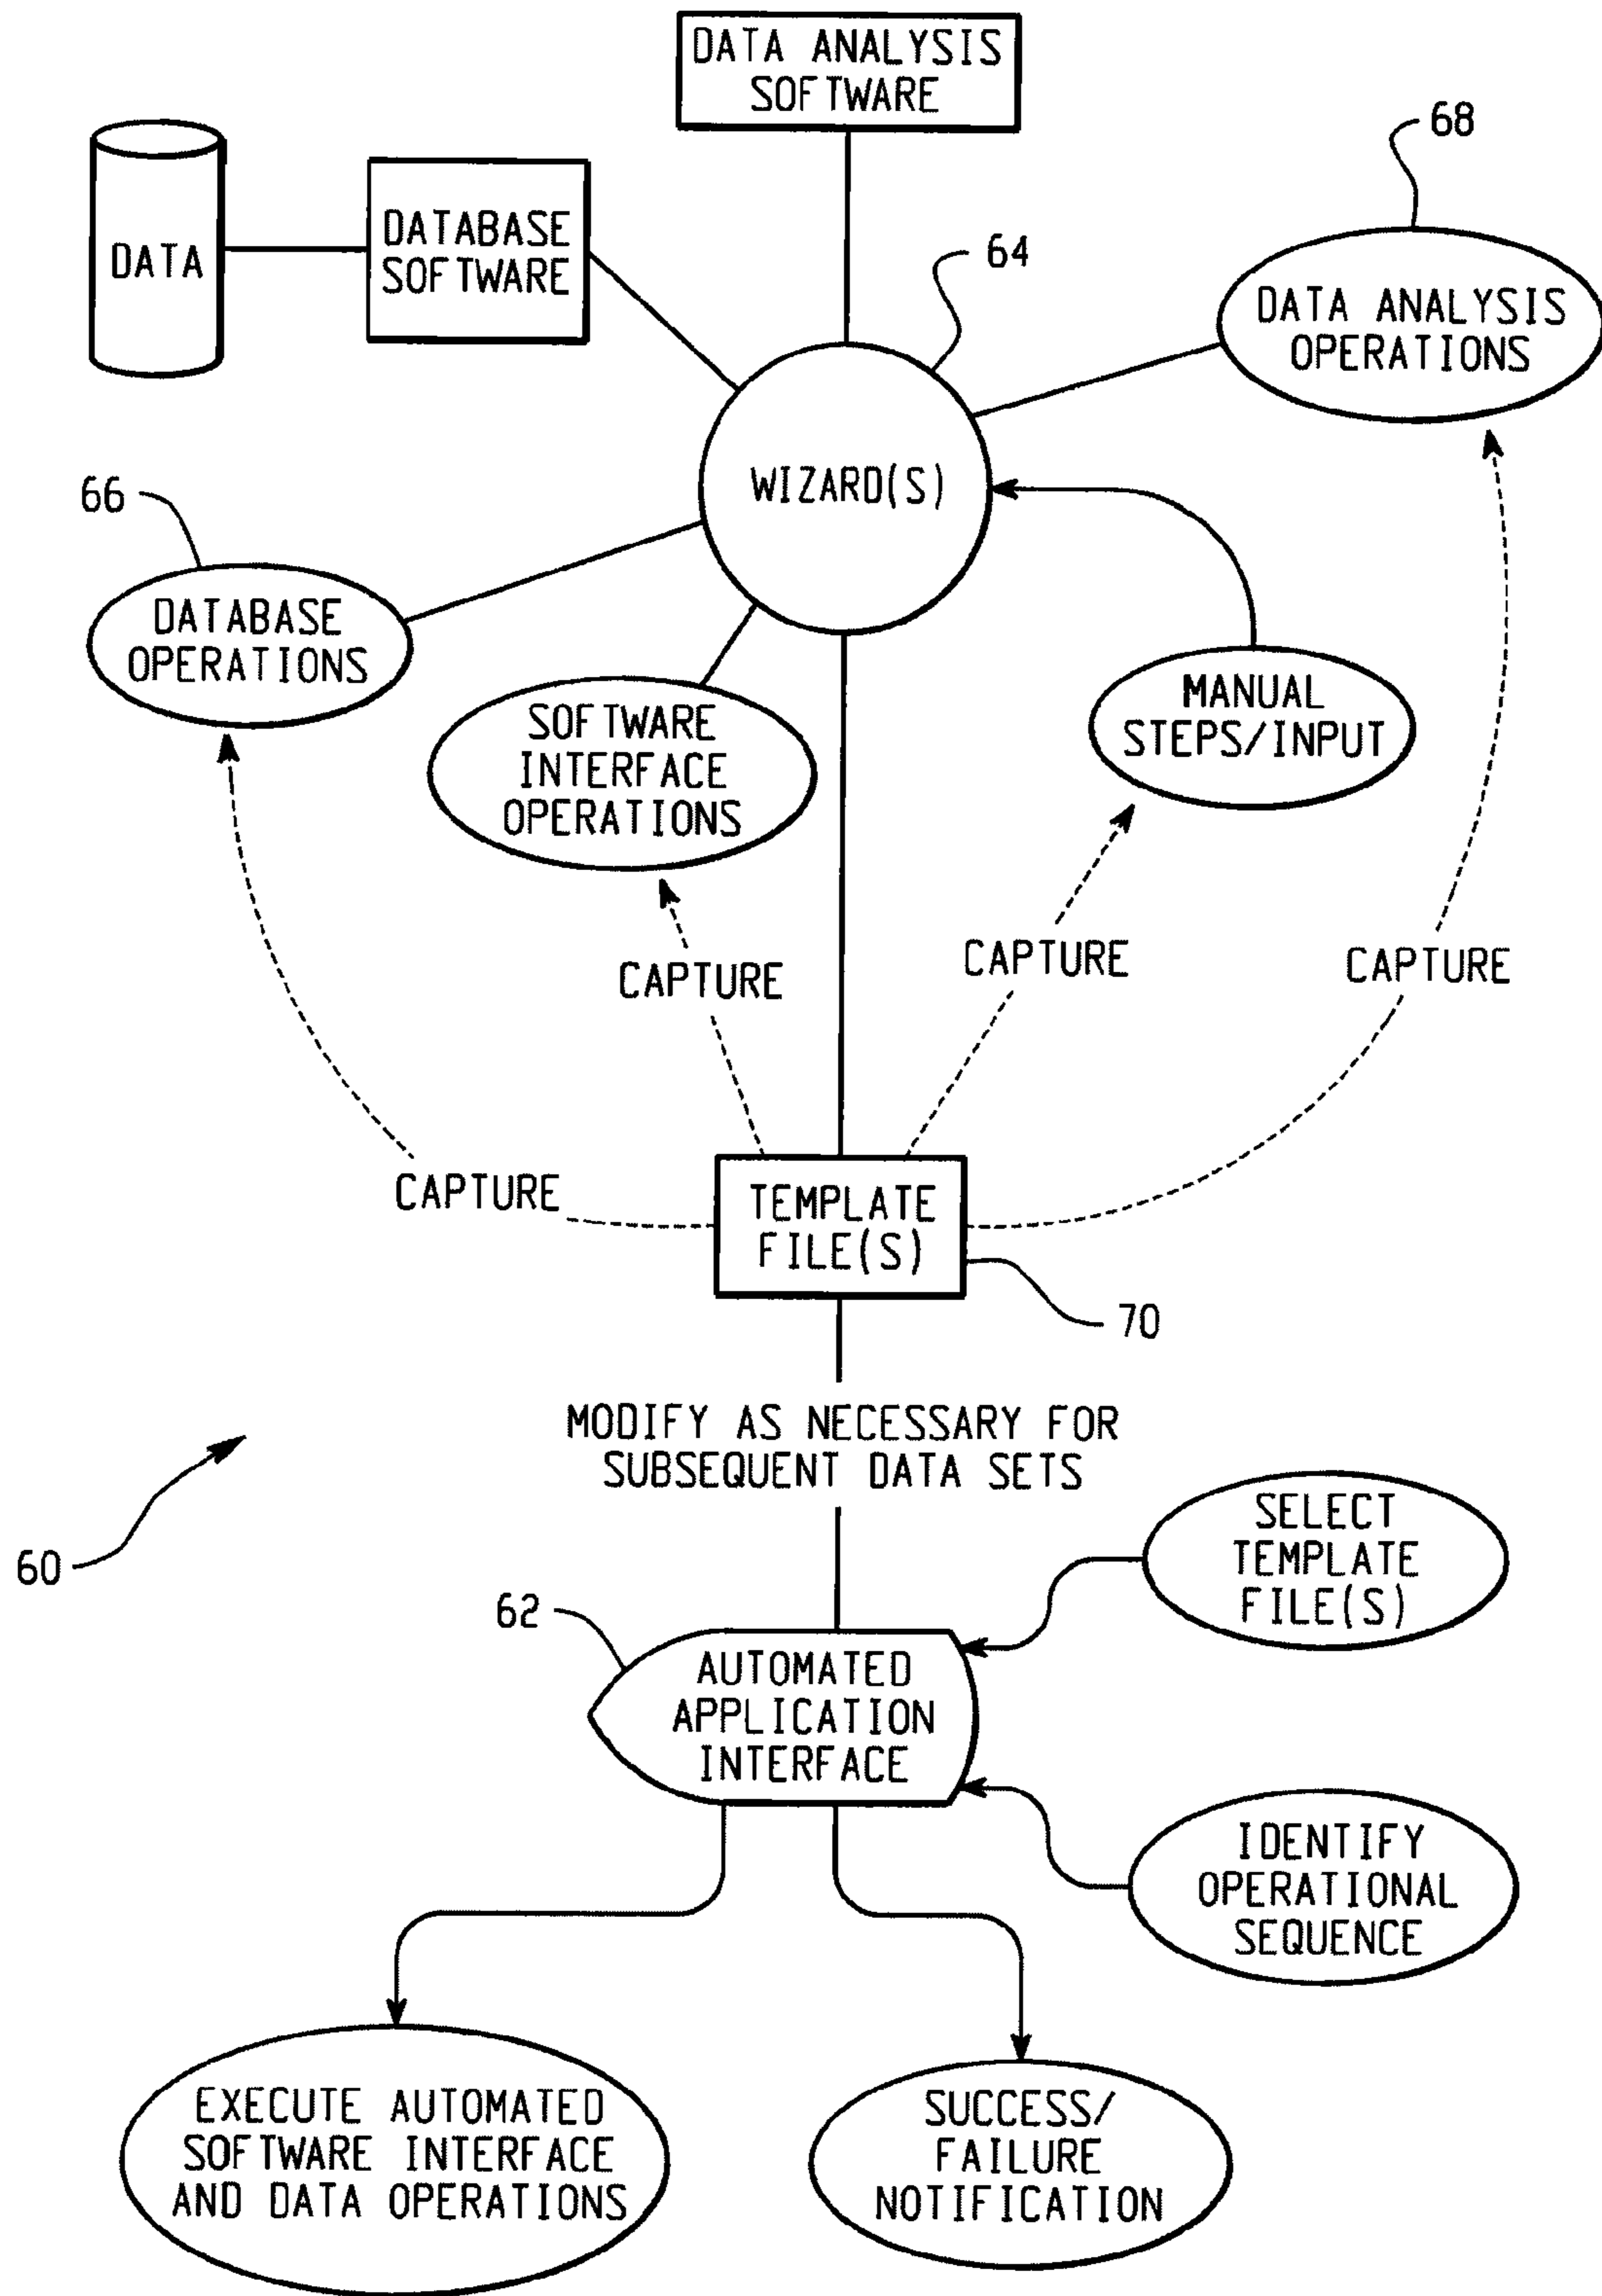 DATA ANALYSIS
SOFTWARE
68
DATA
DATABASE
SOFTWARE
64
DATA ANALYSIS
OPERATIONS
WIZARD(S)
66
DATABASE
OPERATIONS
SOFTWARE
INTERFACE
OPERATIONS
MANUAL
STEPS/INPUT
CAPTURE
CAPTURE
CAPTURE
CAPTURE
TEMPLATE
FILE(S)
70
MODIFY AS NECESSARY FOR
SUBSEQUENT DATA SETS
60
SELECT
TEMPLATE
FILE(S)
62
AUTOMATED
APPLICATION
INTERFACE
IDENTIFY
OPERATIONAL
SEQUENCE
EXECUTE AUTOMATED
SOFTWARE INTERFACE
AND DATA OPERATIONS
SUCCESS/
FAILURE
NOTIFICATION